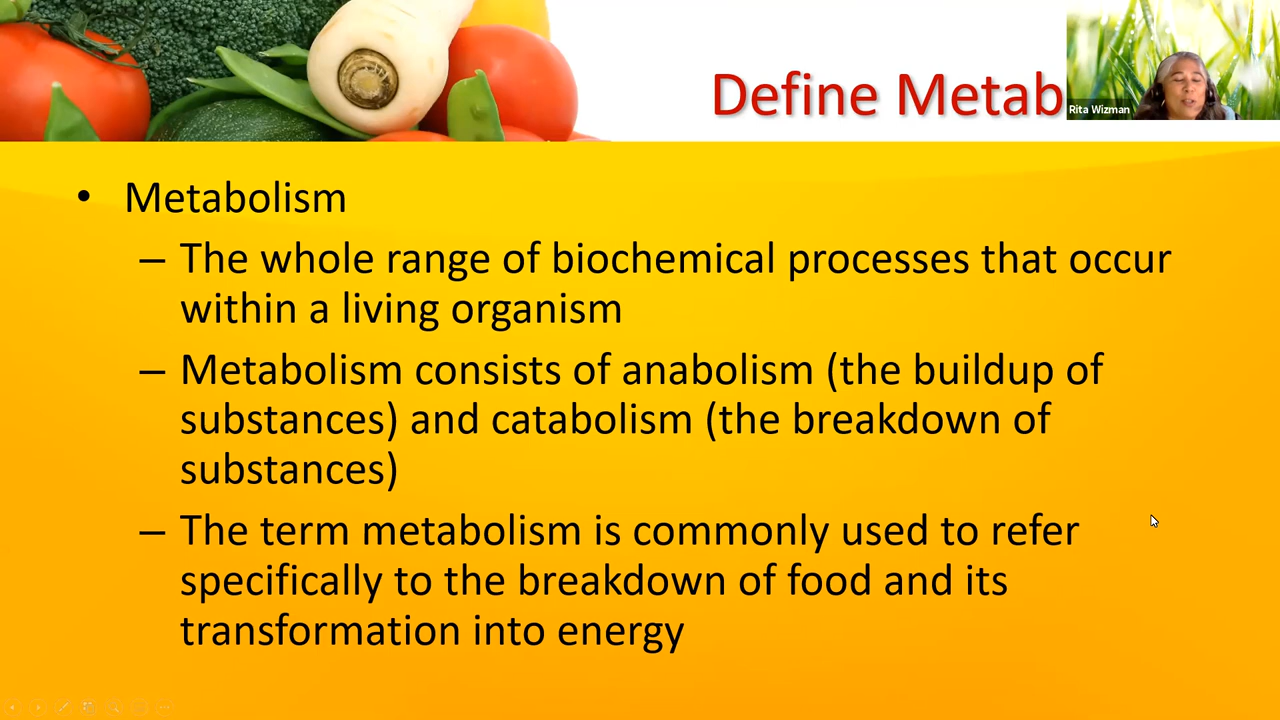 Define Metab
Rita Wizman
• Metabolism
– The whole range of biochemical processes that occur
within a living organism
– Metabolism consists of anabolism (the buildup of
substances) and catabolism (the breakdown of
substances)
– The term metabolism is commonly used to refer
specifically to the breakdown of food and its
transformation into energy